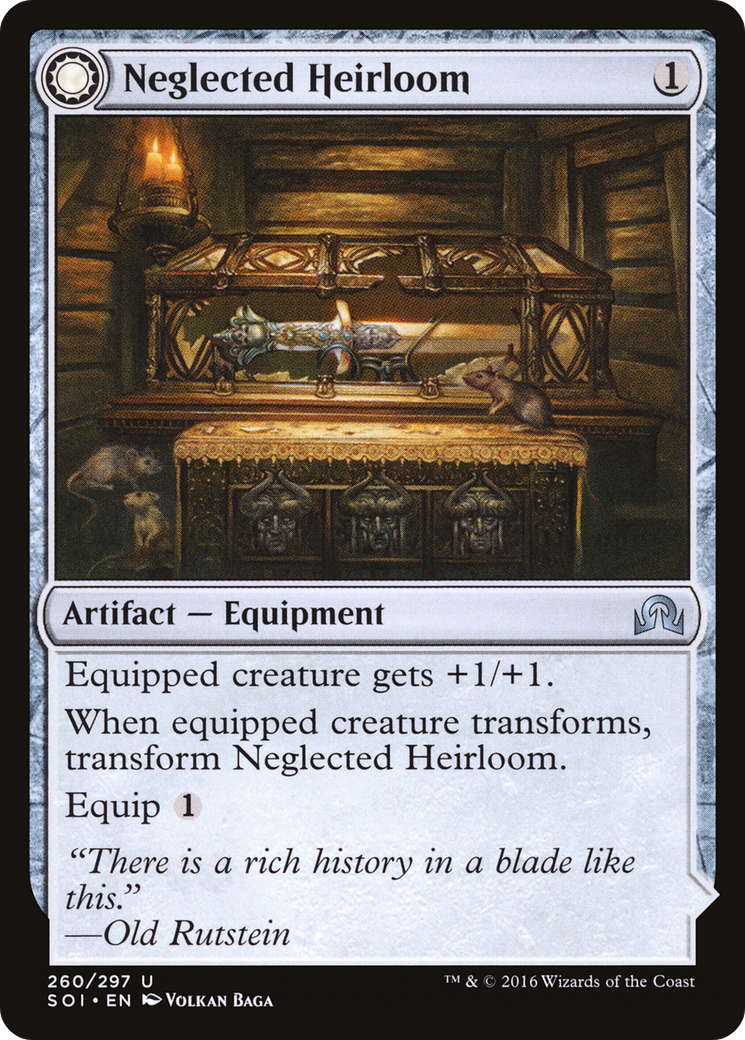 Neglected Heirloom 1
Artifact — Equipment
Equipped creature gets +1/+1.
When equipped creature transforms,
transform Neglected Heirloom.
Equip 1
“There is a rich history in a blade like
this.”
—Old Rutstein
260/297 U
SOI • EN Volkan Baga
™ & © 2016 Wizards of the Coast